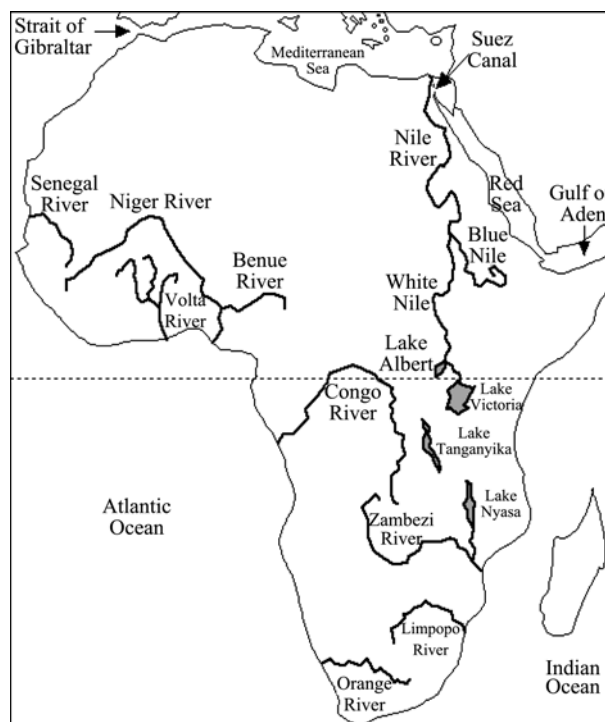 Strait of
Gibraltar
Mediterranean
Sea
Suez
Canal
Nile
River
Senegal
River
Niger River
Red
Sea
Gulf o
Aden
Blue
Nile
Benue
River
White
Nile
Volta
River
Lake
Albert
Congo
River
Lake
Victoria
Lake
Tanganyika
Atlantic
Ocean
Lake
Nyasa
Zambezi
River
Limpopo
River
Orange
River
Indian
Ocean